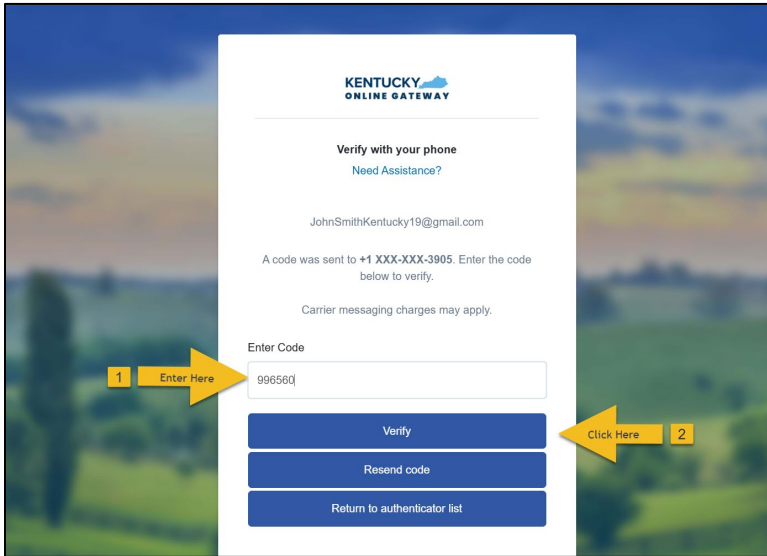 KENTUCKY
ONLINE GATEWAY
Verify with your phone
Need Assistance?
JohnSmithKentucky19@gmail.com
A code was sent to +1 XXX-XXX-3905. Enter the code
below to verify.
Carrier messaging charges may apply.
Enter Code
1 Enter Here
996560
Verify
Click Here 2
Resend code
Return to authenticator list